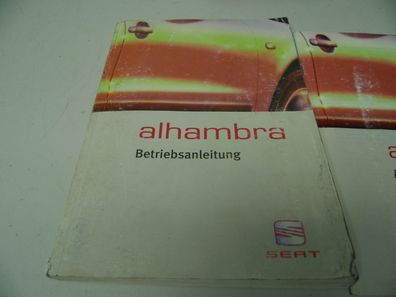 alhambra
Betriebsanleitung
SEAT
a